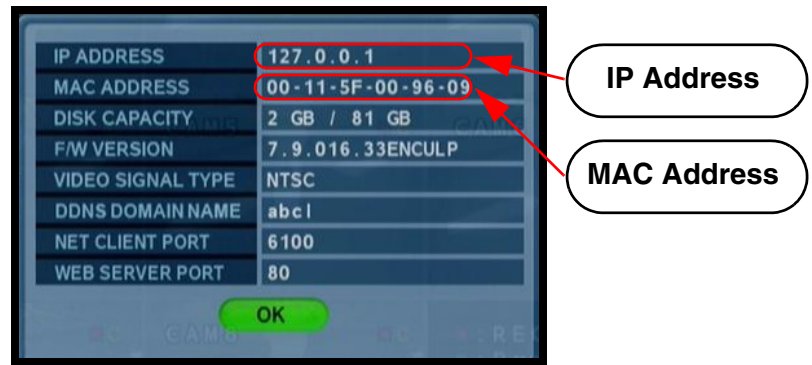 IP ADDRESS 127.0.0.1
MAC ADDRESS 00-11-5F-00-96-09
DISK CAPACITY 2 GB / 81 GB
F/W VERSION 7.9.016.33ENCULP
VIDEO SIGNAL TYPE NTSC
DDNS DOMAIN NAME abcl
NET CLIENT PORT 6100
WEB SERVER PORT 80
OK
CAM8
IP Address
MAC Address